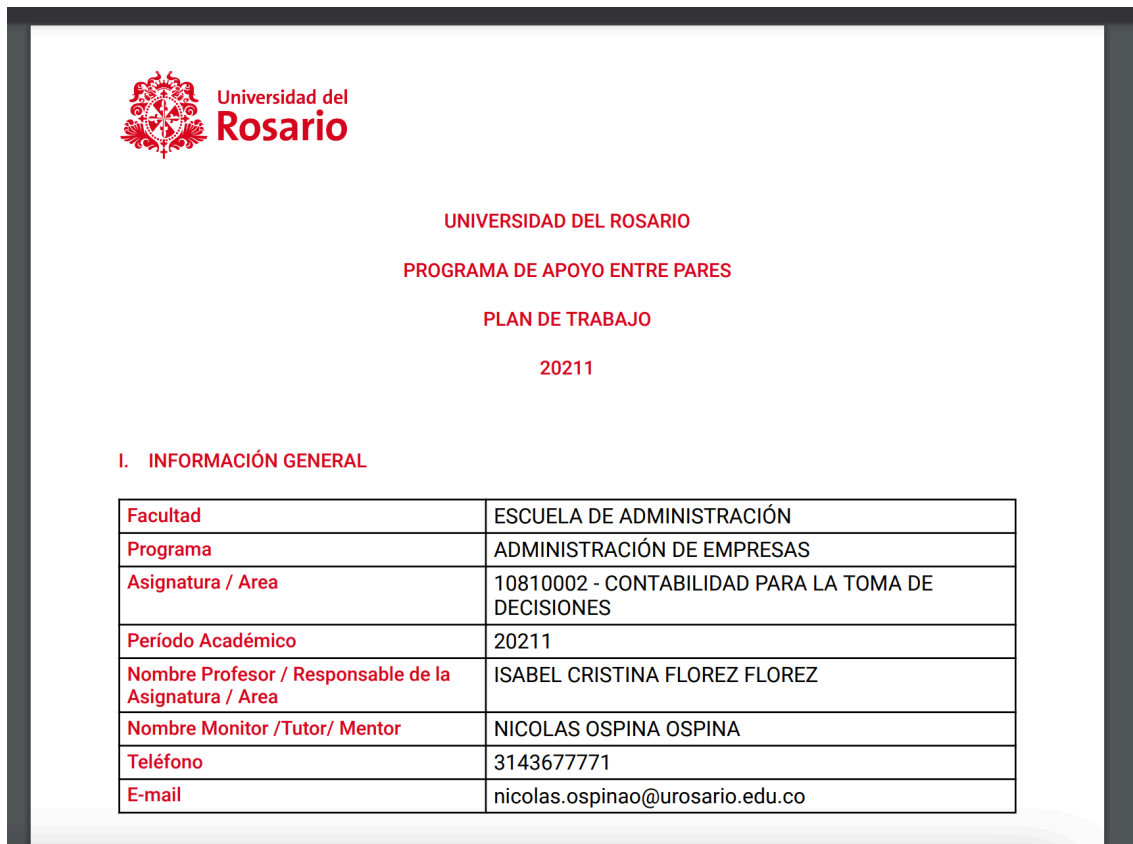 Universidad del
Rosario
UNIVERSIDAD DEL ROSARIO
PROGRAMA DE APOYO ENTRE PARES
PLAN DE TRABAJO
20211
I. INFORMACIÓN GENERAL
Facultad ESCUELA DE ADMINISTRACIÓN
Programa ADMINISTRACIÓN DE EMPRESAS
Asignatura / Area 10810002 - CONTABILIDAD PARA LA TOMA DE
DECISIONES
Período Académico 20211
Nombre Profesor / Responsable de la ISABEL CRISTINA FLOREZ FLOREZ
Asignatura / Area
Nombre Monitor /Tutor/ Mentor NICOLAS OSPINA OSPINA
Teléfono 3143677771
E-mail nicolas.ospinao@urosario.edu.co